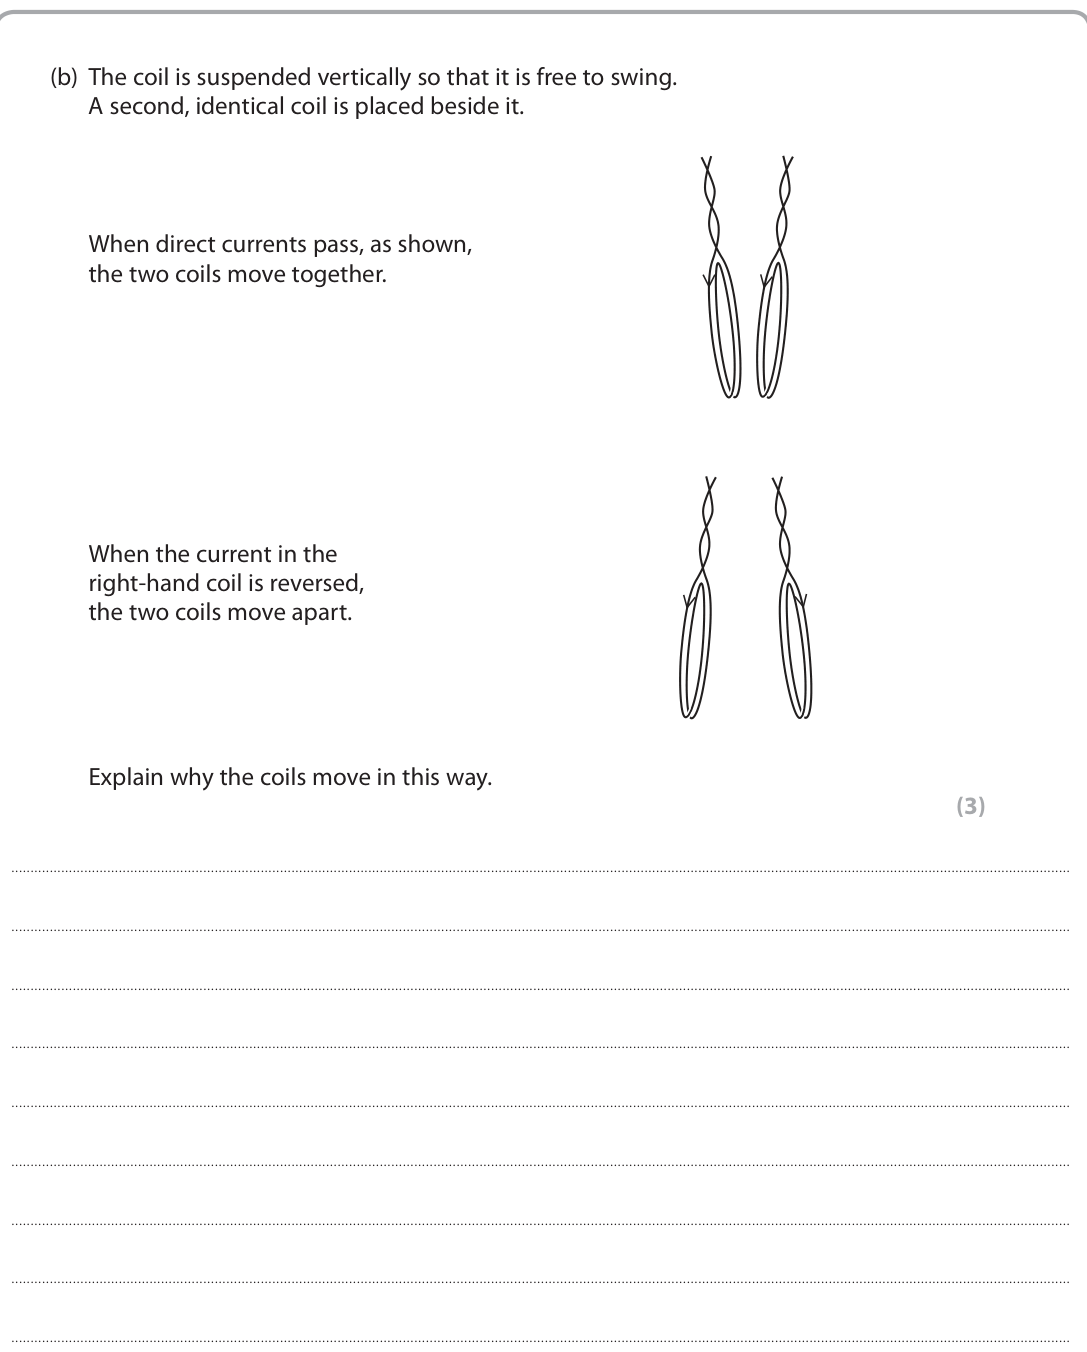 (b) The coil is suspended vertically so that it is free to swing.
A second, identical coil is placed beside it.
When direct currents pass, as shown,
the two coils move together.
When the current in the
right-hand coil is reversed,
the two coils move apart.
Explain why the coils move in this way.
(3)